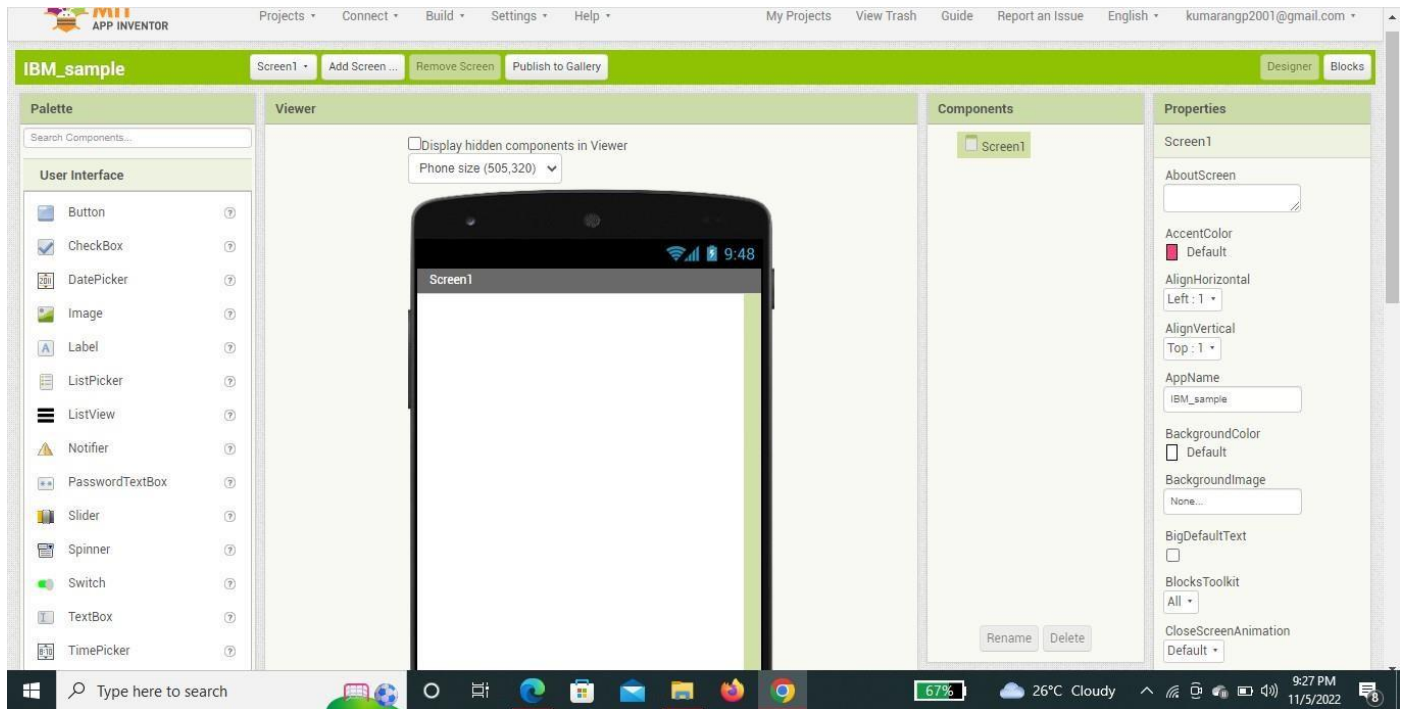 MIT
APP INVENTOR
Projects Connect Build Settings Help My Projects View Trash Guide Report an Issue English kumarangp2001@gmail.com
IBM_sample Screen1 Add Screen ... Remove Screen Publish to Gallery Designer Blocks
Palette
Search Components...
User Interface
Button
CheckBox
DatePicker
Image
Label
ListPicker
ListView
Notifier
PasswordTextBox
Slider
Spinner
Switch
TextBox
TimePicker
Viewer
Display hidden components in Viewer
Phone size (505,320)
9:48
Screen1
Components
Screen1
Rename Delete
Properties
Screen1
AboutScreen
AccentColor
Default
AlignHorizontal
Left : 1
AlignVertical
Top : 1
AppName
IBM_sample
BackgroundColor
Default
BackgroundImage
None...
BigDefaultText
BlocksToolkit
All
CloseScreenAnimation
Default
Type here to search 67% 26°C Cloudy 9:27 PM
11/5/2022
8